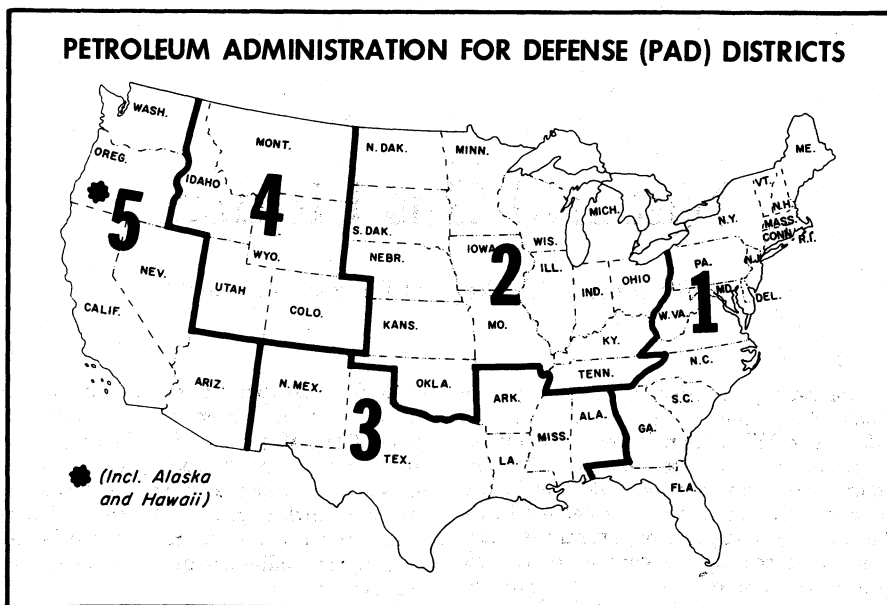 PETROLEUM ADMINISTRATION FOR DEFENSE (PAD) DISTRICTS
WASH.
MONT.
N. DAK.
MINN.
ME.
OREG.
IDAHO
VT.
N.H.
MICH.
N.Y.
MASS.
CONN.
R.I.
5
4
S. DAK.
WIS.
IOWA
2
WYO.
NEBR.
ILL.
OHIO
PA.
N.J.
NEV.
UTAH
IND.
MD.
DEL.
1
CALIF.
COLO.
KANS.
MO.
W. VA.
KY.
N.C.
TENN.
ARIZ.
N. MEX.
OKLA.
ARK.
S.C.
3
MISS.
ALA.
GA.
TEX.
LA.
FLA.
(Incl. Alaska
and Hawaii)